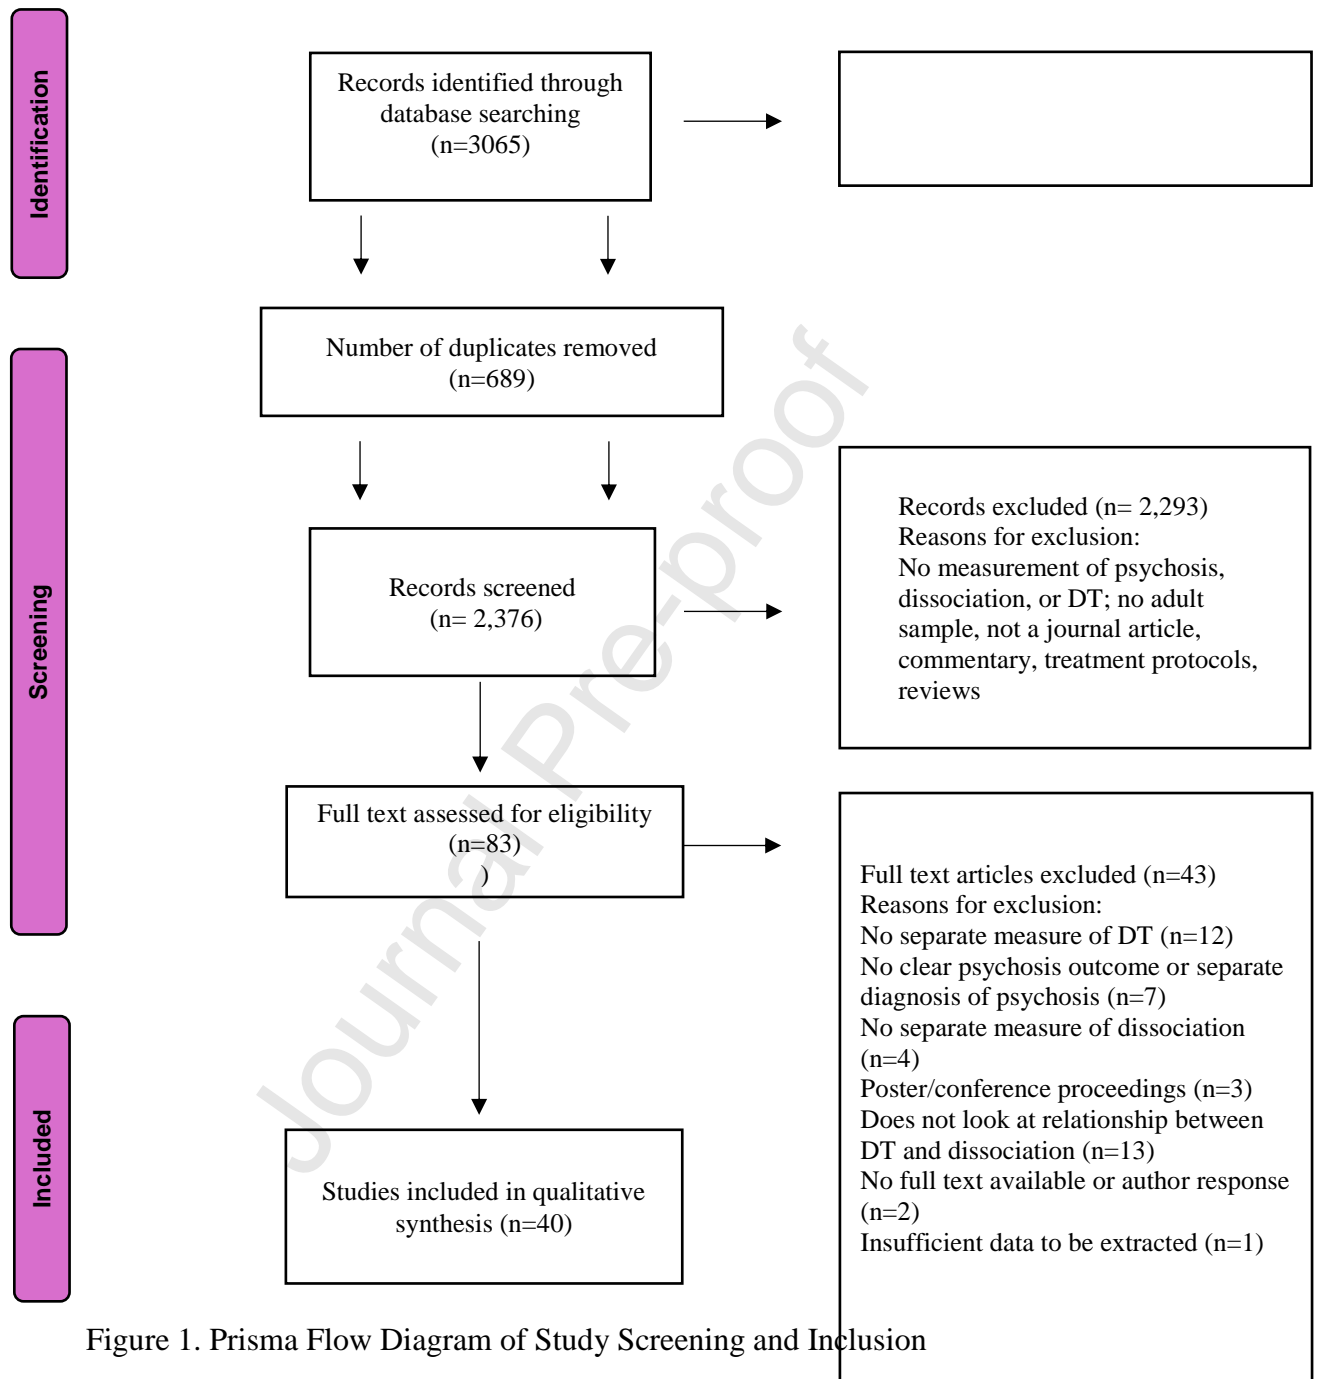 Identification
Records identified through
database searching
(n=3065)
Number of duplicates removed
(n=689)
Screening
Records screened
(n= 2,376)
Records excluded (n= 2,293)
Reasons for exclusion:
No measurement of psychosis,
dissociation, or DT; no adult
sample, not a journal article,
commentary, treatment protocols,
reviews
Full text assessed for eligibility
(n=83)
)
Full text articles excluded (n=43)
Reasons for exclusion:
No separate measure of DT (n=12)
No clear psychosis outcome or separate
diagnosis of psychosis (n=7)
No separate measure of dissociation
(n=4)
Poster/conference proceedings (n=3)
Does not look at relationship between
DT and dissociation (n=13)
No full text available or author response
(n=2)
Insufficient data to be extracted (n=1)
Included
Studies included in qualitative
synthesis (n=40)
Figure 1. Prisma Flow Diagram of Study Screening and Inclusion
Journal Pre-proof